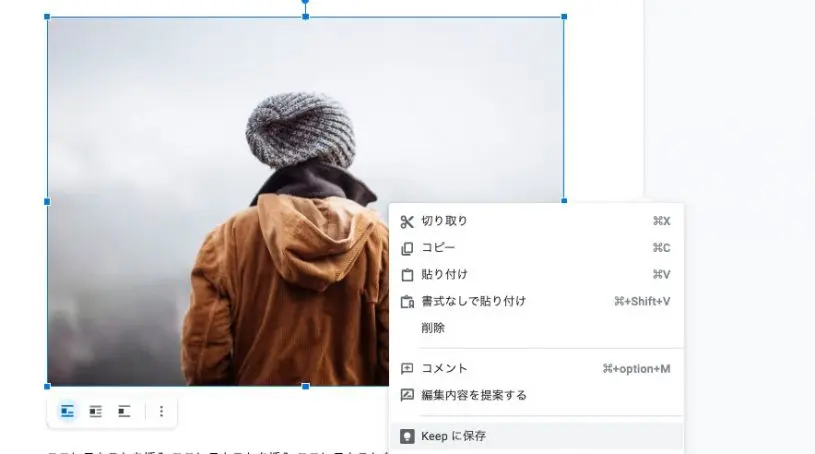 切り取り ⌘X
コピー ⌘C
貼り付け ⌘V
書式なしで貼り付け ⌘+Shift+V
削除
コメント ⌘+option+M
編集内容を提案する
Keep に保存